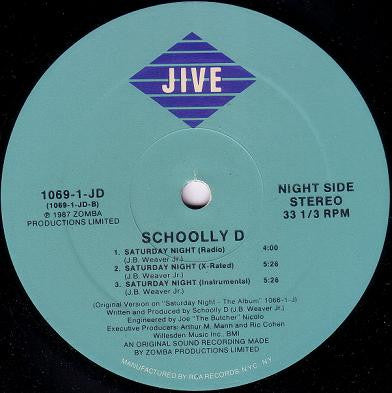 JIVE
1069-1-JD
(1069-1-JD-B)
℗ 1987 ZOMBA
PRODUCTIONS LIMITED
NIGHT SIDE
STEREO
33 1/3 RPM
SCHOOLLY D
1. SATURDAY NIGHT (Radio) 4:00
(J.B. Weaver Jr.)
2. SATURDAY NIGHT (X-Rated) 5:26
(J.B. Weaver Jr.)
3. SATURDAY NIGHT (Instrumental) 5:26
(J.B. Weaver Jr.)
(Original Version on "Saturday Night - The Album" 1066-1-J)
Written and Produced by Schoolly D (J.B. Weaver Jr.)
Engineered by Joe "The Butcher" Nicolo
Executive Producers: Arthur M. Mann and Ric Cohen
Willesden Music Inc. BMI
AN ORIGINAL SOUND RECORDING MADE
BY ZOMBA PRODUCTIONS LIMITED
MANUFACTURED BY RCA RECORDS, N.Y.C., N.Y.